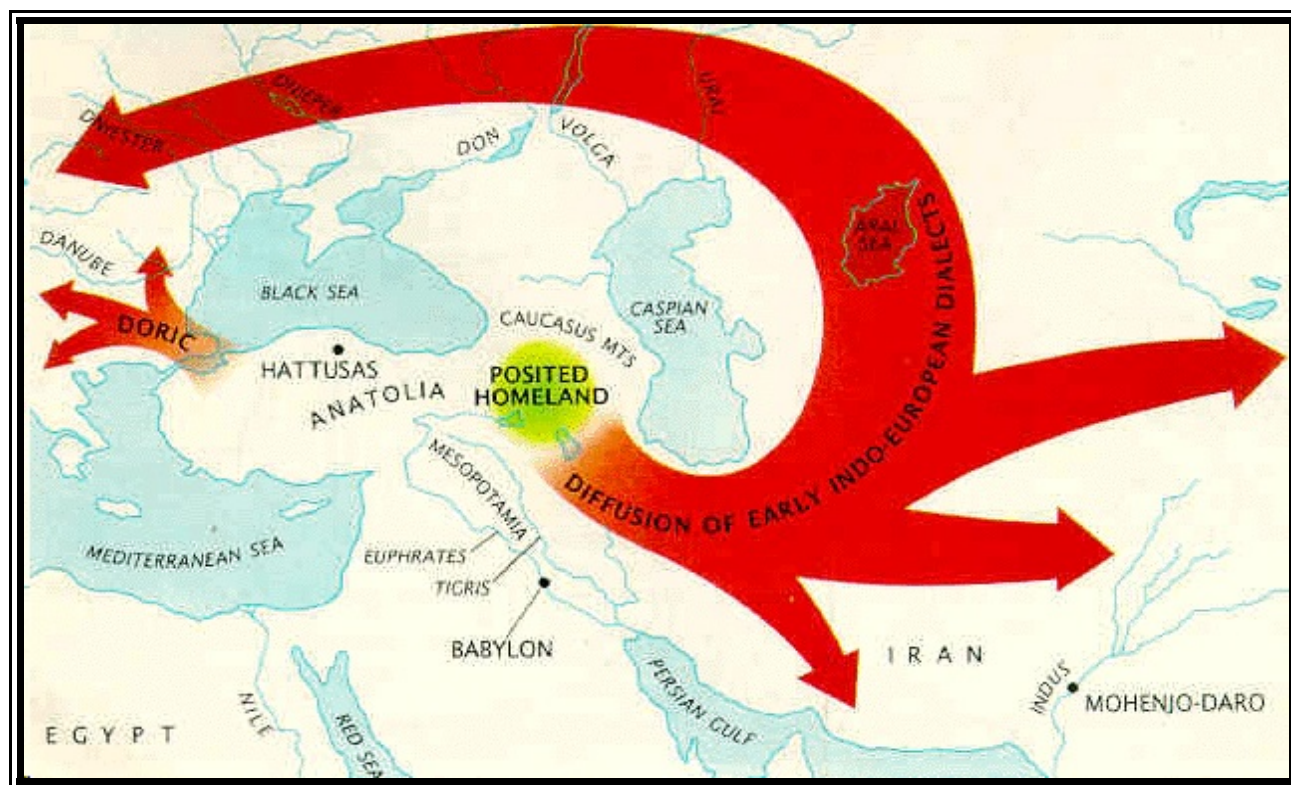 DNIESTER
DNIEPER
DON
VOLGA
URAL
ARAL
SEA
DANUBE
BLACK SEA
CASPIAN
SEA
CAUCASUS MTS
DORIC
HATTUSAS
ANATOLIA
POSITED
HOMELAND
DIFFUSION OF EARLY INDO-EUROPEAN DIALECTS
MESOPOTAMIA
MEDITERRANEAN SEA
EUPHRATES
TIGRIS
BABYLON
IRAN
PERSIAN GULF
INDUS
MOHENJO-DARO
EGYPT
NILE
RED SEA